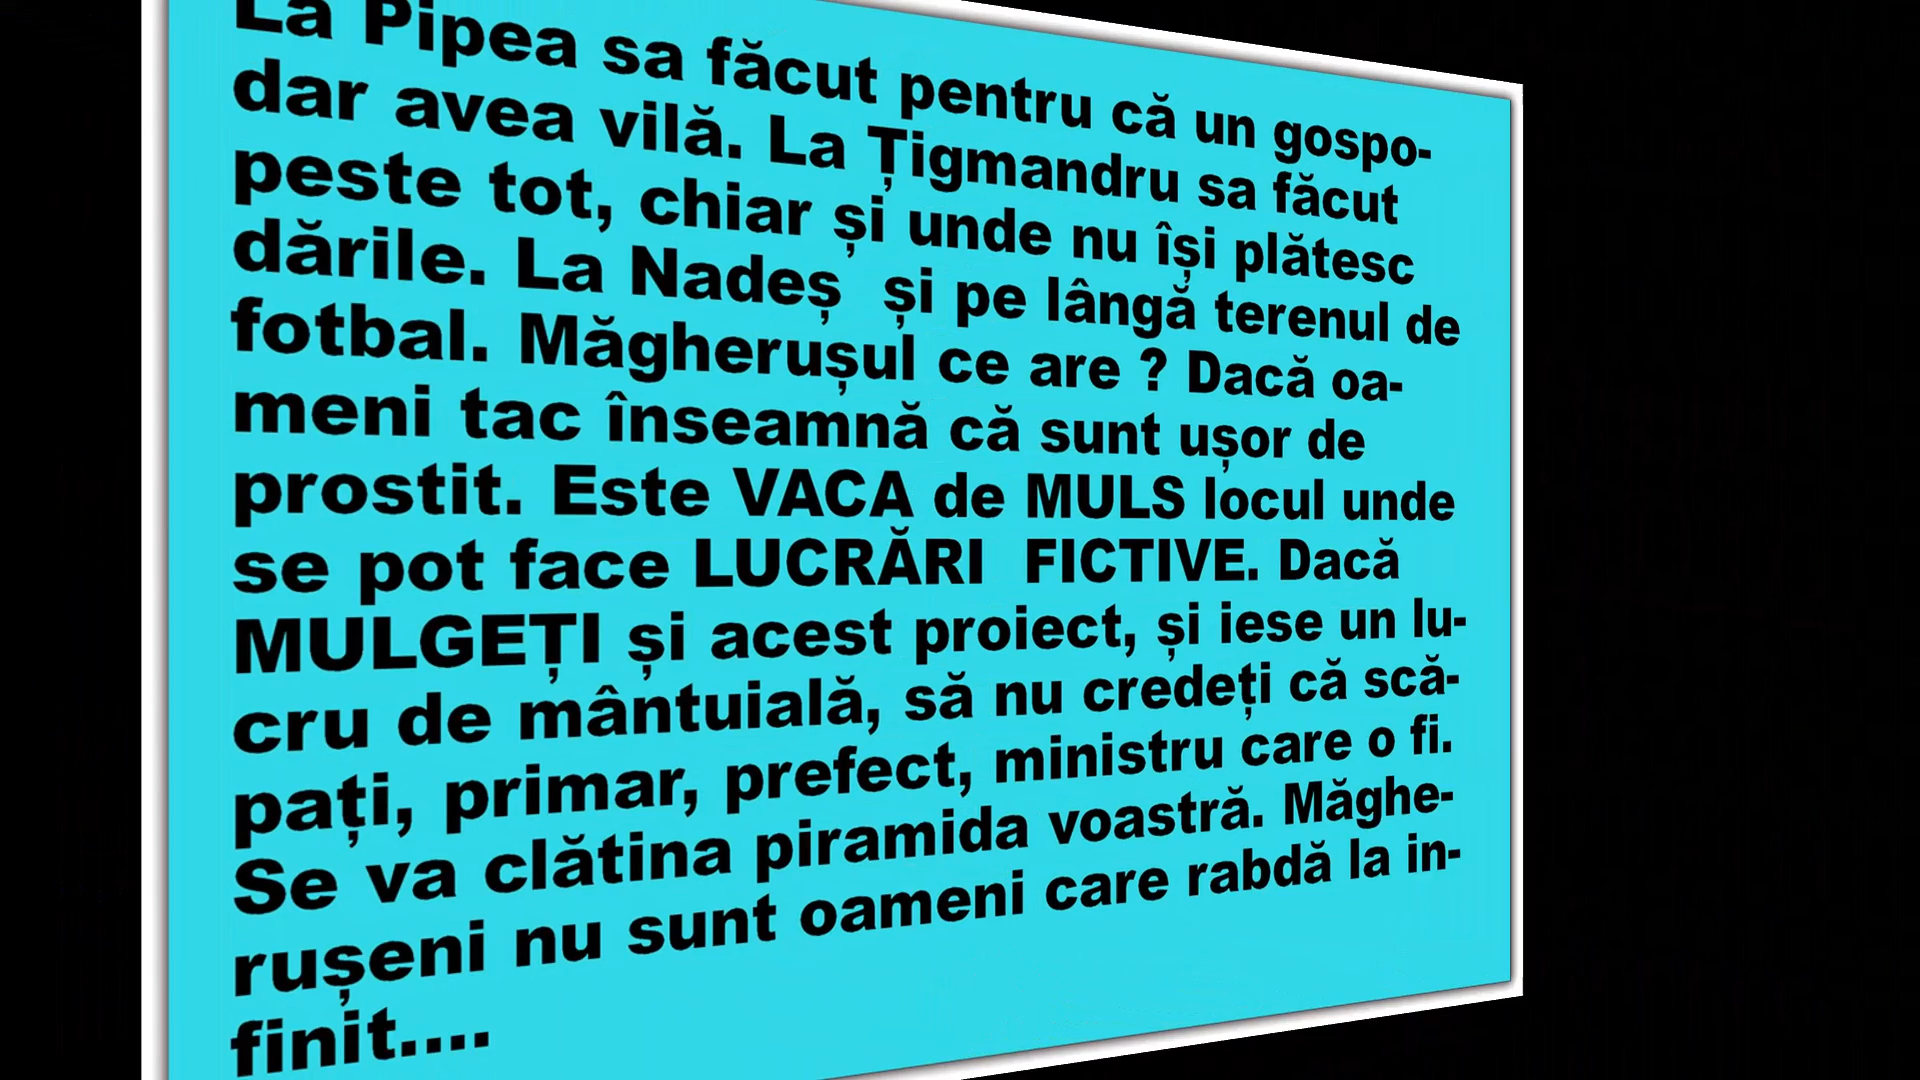 La Pipea sa făcut pentru că un gospo-
dar avea vilă. La Țigmandru sa făcut
peste tot, chiar și unde nu își plătesc
dările. La Nadeș și pe lângă terenul de
fotbal. Măgherușul ce are ? Dacă oa-
meni tac înseamnă că sunt ușor de
prostit. Este VACA de MULS locul unde
se pot face LUCRĂRI FICTIVE. Dacă
MULGEȚI și acest proiect, și iese un lu-
cru de mântuială, să nu credeți că scă-
pați, primar, prefect, ministru care o fi.
Se va clătina piramida voastră. Măghe-
rușeni nu sunt oameni care rabdă la in-
finit....